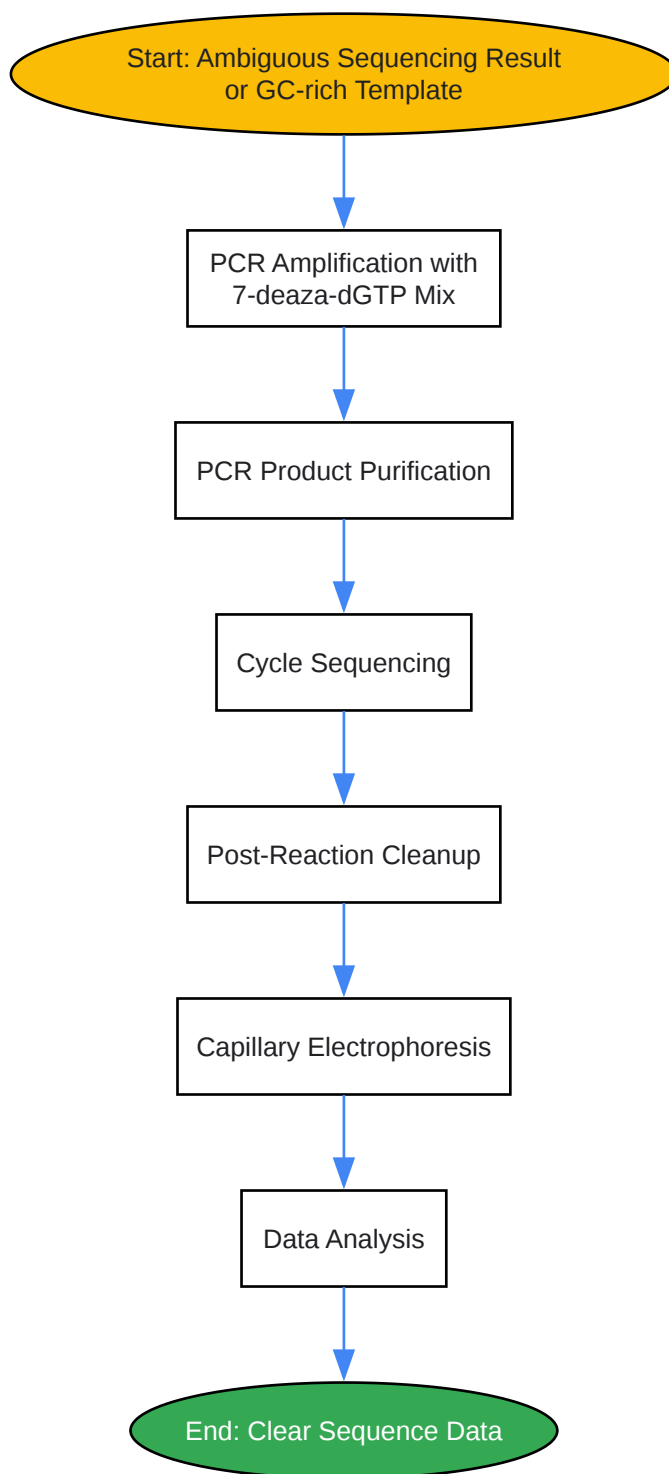 Start: Ambiguous Sequencing Result
or GC-rich Template
PCR Amplification with
7-deaza-dGTP Mix
PCR Product Purification
Cycle Sequencing
Post-Reaction Cleanup
Capillary Electrophoresis
Data Analysis
End: Clear Sequence Data